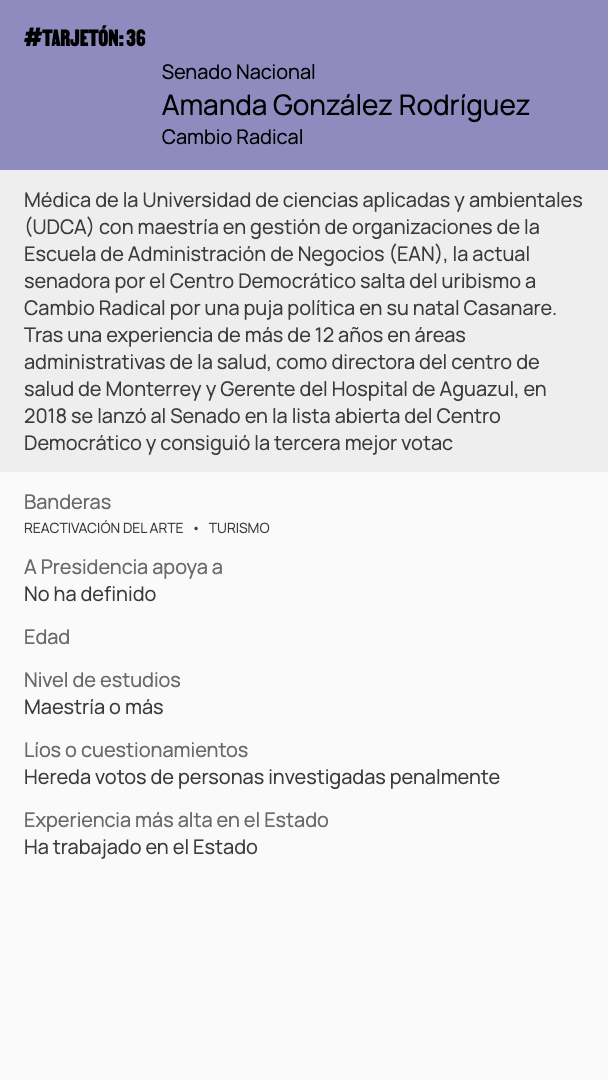 #TARJETÓN: 36
Senado Nacional
Amanda González Rodríguez
Cambio Radical
Médica de la Universidad de ciencias aplicadas y ambientales
(UDCA) con maestría en gestión de organizaciones de la
Escuela de Administración de Negocios (EAN), la actual
senadora por el Centro Democrático salta del uribismo a
Cambio Radical por una puja política en su natal Casanare.
Tras una experiencia de más de 12 años en áreas
administrativas de la salud, como directora del centro de
salud de Monterrey y Gerente del Hospital de Aguazul, en
2018 se lanzó al Senado en la lista abierta del Centro
Democrático y consiguió la tercera mejor votac
Banderas
REACTIVACIÓN DEL ARTE • TURISMO
A Presidencia apoya a
No ha definido
Edad
Nivel de estudios
Maestría o más
Líos o cuestionamientos
Hereda votos de personas investigadas penalmente
Experiencia más alta en el Estado
Ha trabajado en el Estado